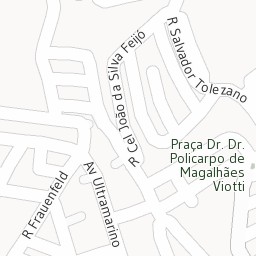 R Salvador Tolezano
R Cel João da Silva Feijó
Praça Dr. Dr.
Policarpo de
Magalhães
Viotti
R Frauenfeld
Av Ultramarino